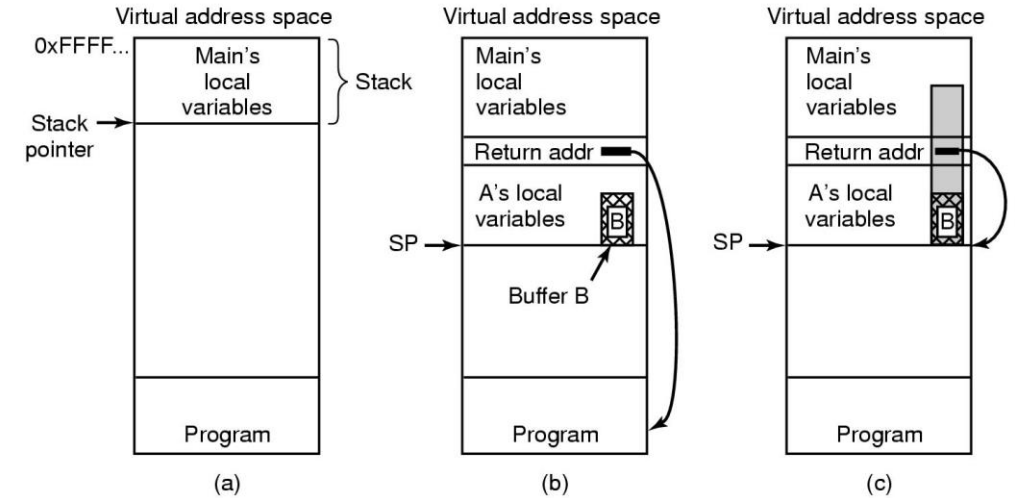 Virtual address space
0xFFFF...
Main's
local
variables
Stack
Stack
pointer
Program
(a)
Virtual address space
Main's
local
variables
Return addr
A's local
variables
B
SP
Buffer B
Program
(b)
Virtual address space
Main's
local
variables
Return addr
A's local
variables
B
SP
Program
(c)